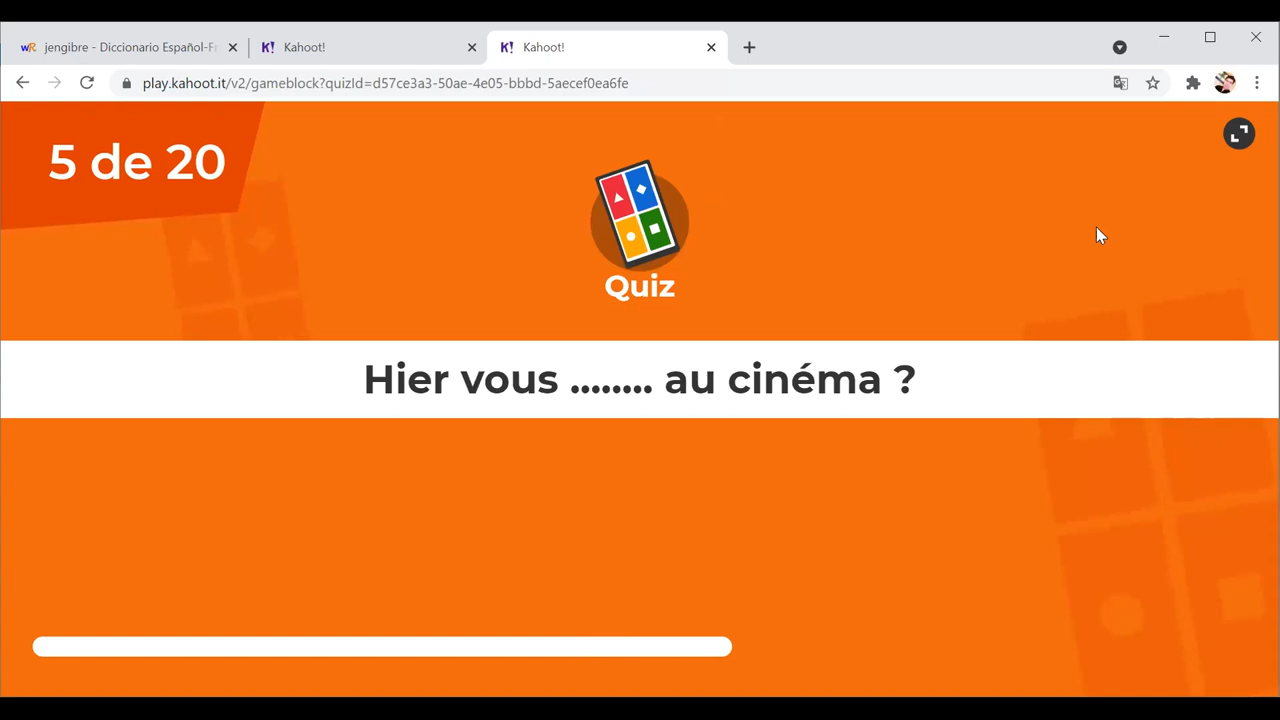 jengibre - Diccionario Español-Fr
Kahoot!
Kahoot!
play.kahoot.it/v2/gameblock?quizId=d57ce3a3-50ae-4e05-bbbd-5aecef0ea6fe
5 de 20
Quiz
Hier vous ........ au cinéma ?